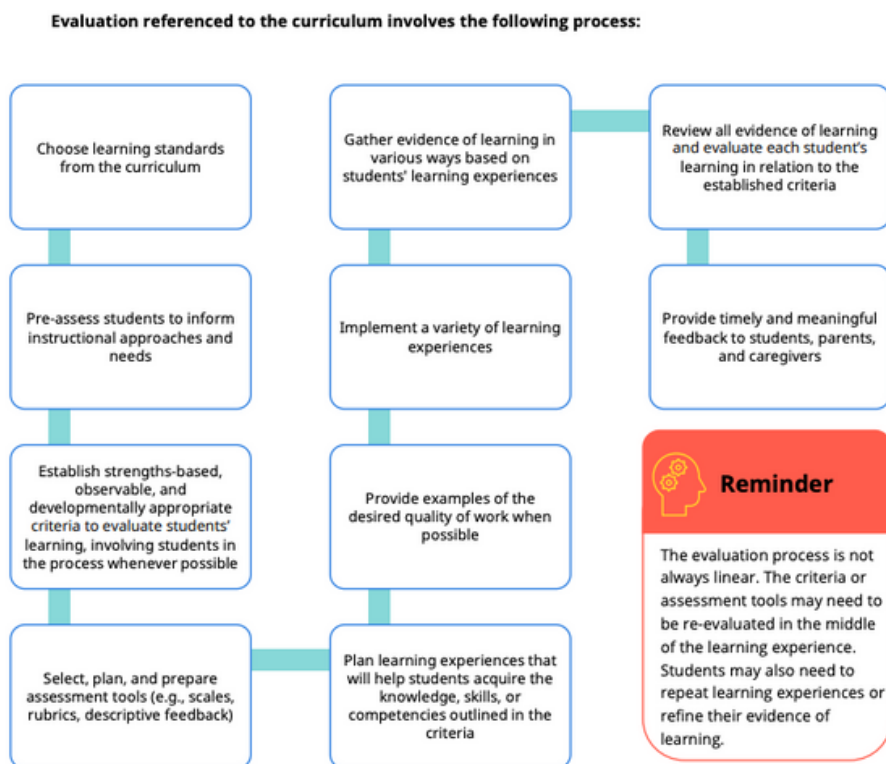 Evaluation referenced to the curriculum involves the following process:
Choose learning standards
from the curriculum
Pre-assess students to inform
instructional approaches and
needs
Establish strengths-based,
observable, and
developmentally appropriate
criteria to evaluate students'
learning, involving students in
the process whenever possible
Select, plan, and prepare
assessment tools (e.g., scales,
rubrics, descriptive feedback)
Plan learning experiences that
will help students acquire the
knowledge, skills, or
competencies outlined in the
criteria
Provide examples of the
desired quality of work when
possible
Implement a variety of learning
experiences
Gather evidence of learning in
various ways based on
students' learning experiences
Review all evidence of learning
and evaluate each student's
learning in relation to the
established criteria
Provide timely and meaningful
feedback to students, parents,
and caregivers
Reminder
The evaluation process is not
always linear. The criteria or
assessment tools may need to
be re-evaluated in the middle
of the learning experience.
Students may also need to
repeat learning experiences or
refine their evidence of
learning.